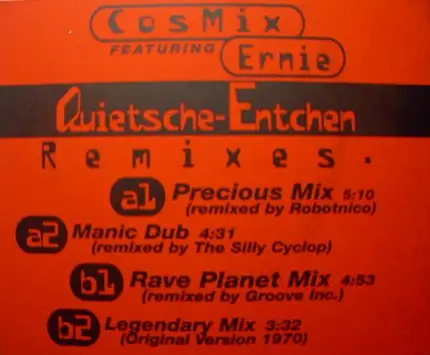 CosMix
FEATURING
Ernie
Quietsche-Entchen
Remixes.
a1 Precious Mix 5:10
(remixed by Robotnico)
a2 Manic Dub 4:31
(remixed by The Silly Cyclop)
b1 Rave Planet Mix 4:53
(remixed by Groove Inc.)
b2 Legendary Mix 3:32
(Original Version 1970)